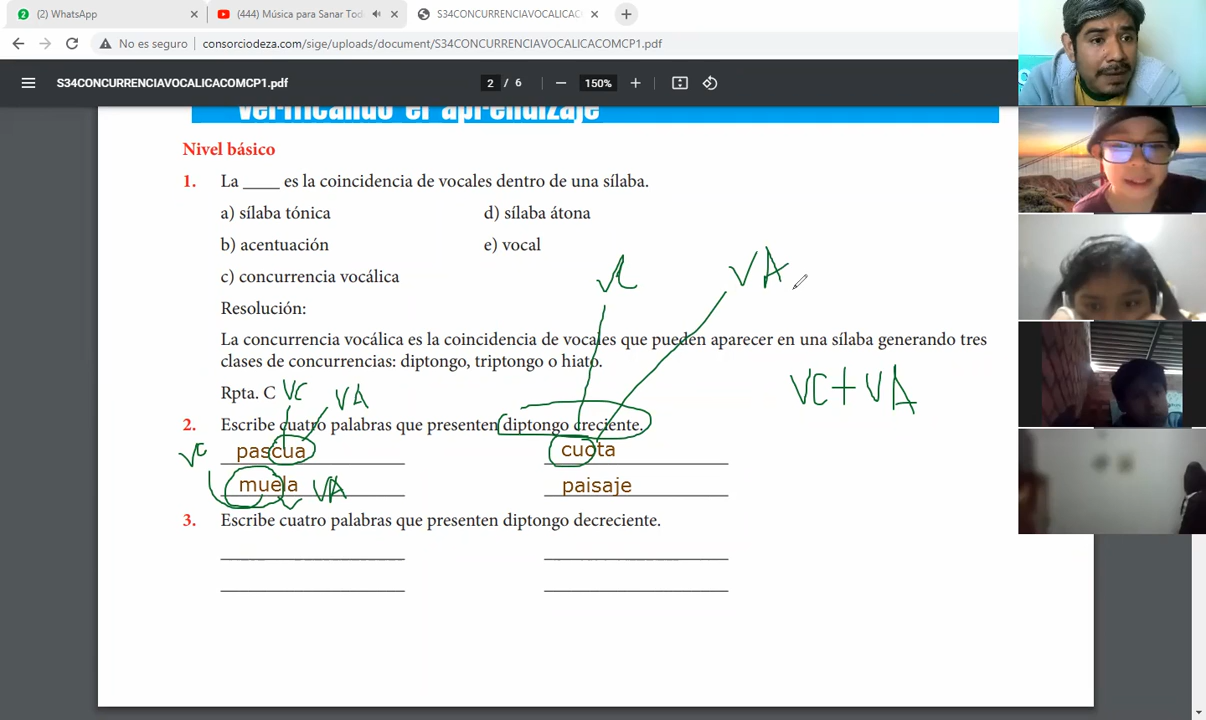 (2) WhatsApp
(444) Música para Sanar Tod
S34CONCURRENCIAVOCALICAC
No es seguro
consorciodeza.com/sige/uploads/document/S34CONCURRENCIAVOCALICACOMCP1.pdf
S34CONCURRENCIAVOCALICACOMCP1.pdf
2 / 6
150%
Verificando el aprendizaje
Nivel básico
1. La ____ es la coincidencia de vocales dentro de una sílaba.
a) sílaba tónica
d) sílaba átona
b) acentuación
e) vocal
c) concurrencia vocálica
VC
VA
Resolución:
La concurrencia vocálica es la coincidencia de vocales que pueden aparecer en una sílaba generando tres
clases de concurrencias: diptongo, triptongo o hiato.
Rpta. C
VC
VA
VC + VA
2. Escribe cuatro palabras que presenten diptongo creciente.
pascua
cuota
VC
muela
VA
paisaje
3. Escribe cuatro palabras que presenten diptongo decreciente.